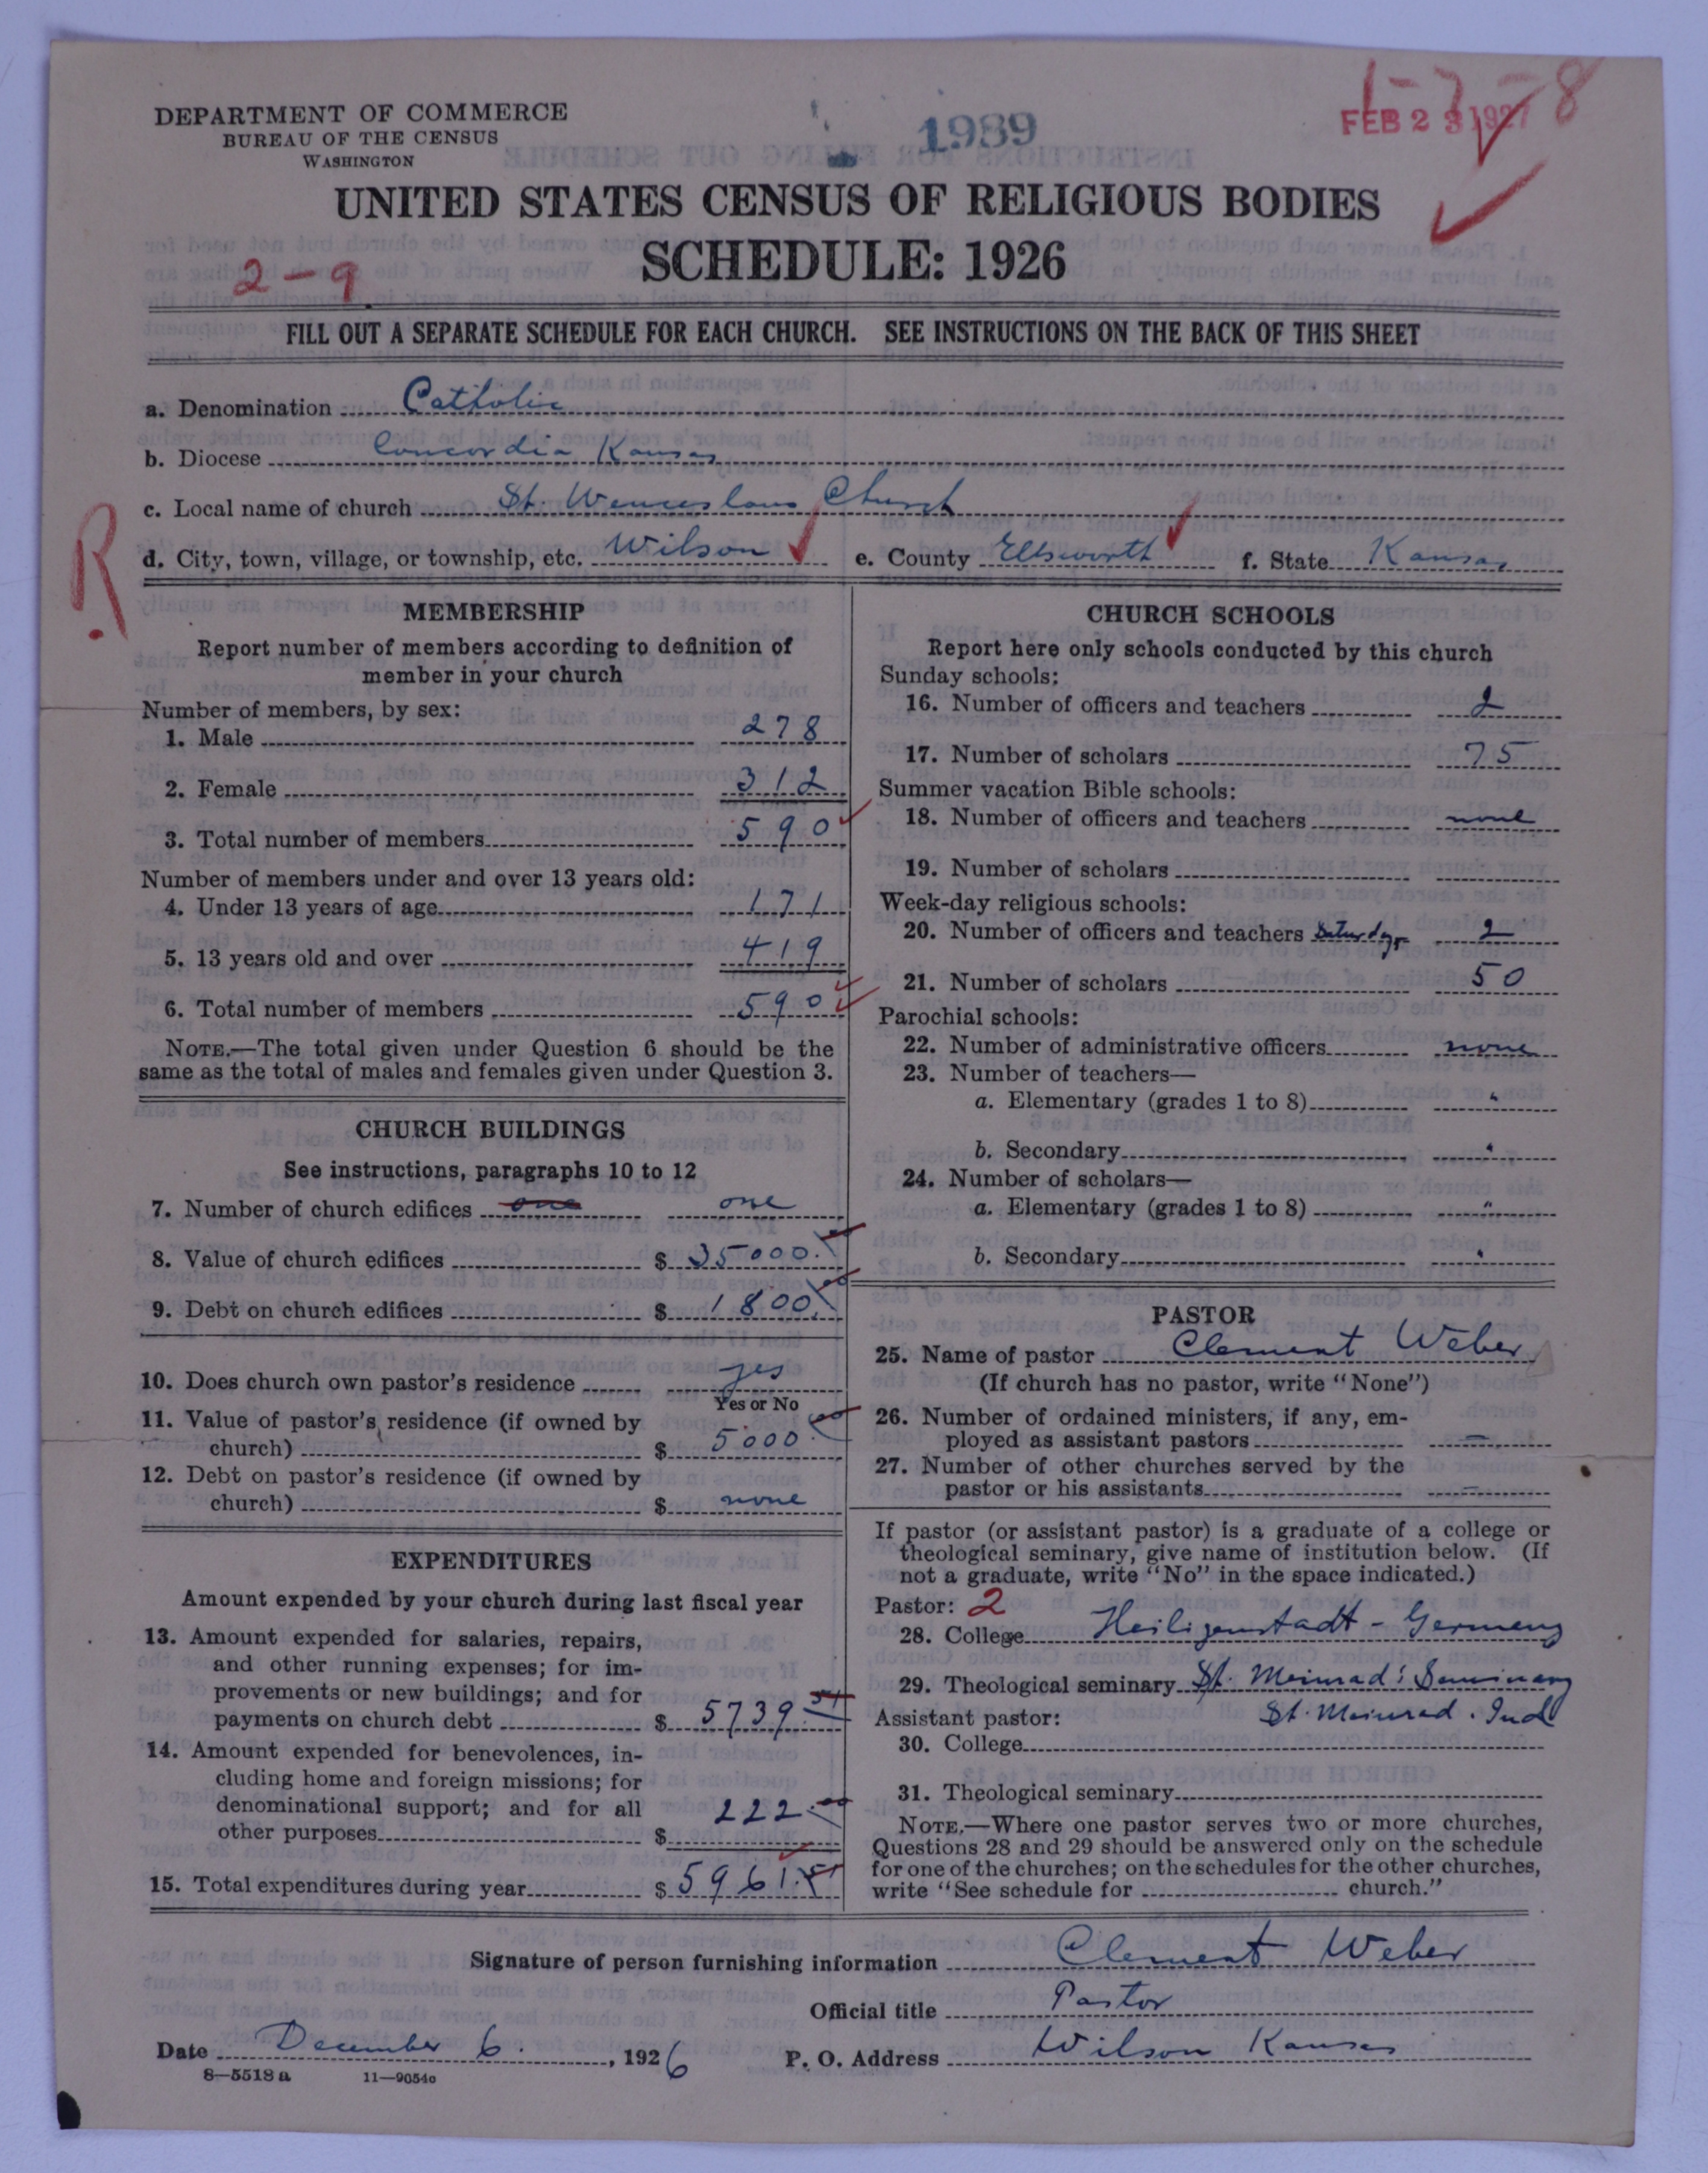 DEPARTMENT OF COMMERCE
BUREAU OF THE CENSUS
WASHINGTON
1989
FEB 23 1927
1-7-8
UNITED STATES CENSUS OF RELIGIOUS BODIES
SCHEDULE: 1926
2-9
FILL OUT A SEPARATE SCHEDULE FOR EACH CHURCH. SEE INSTRUCTIONS ON THE BACK OF THIS SHEET
a. Denomination Catholic
b. Diocese Concordia Kansas
c. Local name of church St. Wenceslaus Church
R
d. City, town, village, or township, etc. Wilson e. County Ellsworth f. State Kansas
MEMBERSHIP
Report number of members according to definition of
member in your church
Number of members, by sex:
1. Male 278
2. Female 312
3. Total number of members 590
Number of members under and over 13 years old:
4. Under 13 years of age 171
5. 13 years old and over 419
6. Total number of members 590
NOTE.—The total given under Question 6 should be the
same as the total of males and females given under Question 3.
CHURCH BUILDINGS
See instructions, paragraphs 10 to 12
7. Number of church edifices one one
8. Value of church edifices $ 35000.00
9. Debt on church edifices $ 1800.00
10. Does church own pastor's residence yes
Yes or No
11. Value of pastor's residence (if owned by
church) $ 5000.00
12. Debt on pastor's residence (if owned by
church) $ none
EXPENDITURES
Amount expended by your church during last fiscal year
13. Amount expended for salaries, repairs,
and other running expenses; for im-
provements or new buildings; and for
payments on church debt $ 5739.51
14. Amount expended for benevolences, in-
cluding home and foreign missions; for
denominational support; and for all
other purposes $ 222.00
15. Total expenditures during year $ 5961.51
CHURCH SCHOOLS
Report here only schools conducted by this church
Sunday schools:
16. Number of officers and teachers 2
17. Number of scholars 75
Summer vacation Bible schools:
18. Number of officers and teachers none
19. Number of scholars
Week-day religious schools:
20. Number of officers and teachers Saturdays 2
21. Number of scholars 50
Parochial schools:
22. Number of administrative officers none
23. Number of teachers—
a. Elementary (grades 1 to 8) "
b. Secondary "
24. Number of scholars—
a. Elementary (grades 1 to 8) "
b. Secondary "
PASTOR
25. Name of pastor Clement Weber
(If church has no pastor, write "None")
26. Number of ordained ministers, if any, em-
ployed as assistant pastors —
27. Number of other churches served by the
pastor or his assistants —
If pastor (or assistant pastor) is a graduate of a college or
theological seminary, give name of institution below. (If
not a graduate, write "No" in the space indicated.)
Pastor: 2
28. College Heiligenstadt - Germany
29. Theological seminary St. Meinrad's Seminary
Assistant pastor: St. Meinrad. Ind
30. College
31. Theological seminary
NOTE.—Where one pastor serves two or more churches,
Questions 28 and 29 should be answered only on the schedule
for one of the churches; on the schedules for the other churches,
write "See schedule for church."
Signature of person furnishing information Clement Weber
Official title Pastor
Date December 6. , 1926 P. O. Address Wilson Kansas
8—5518 a 11—9054c